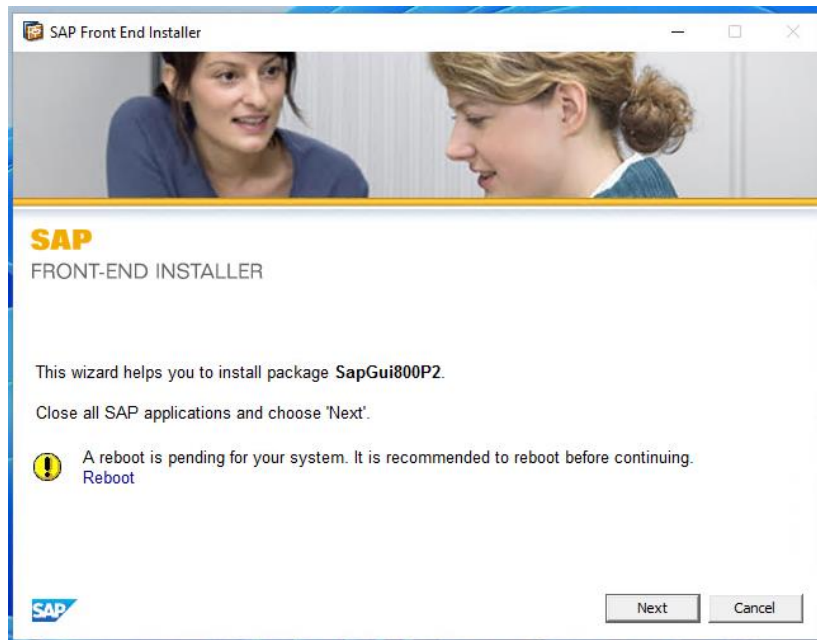 SAP Front End Installer
SAP
FRONT-END INSTALLER
This wizard helps you to install package SapGui800P2.
Close all SAP applications and choose 'Next'.
A reboot is pending for your system. It is recommended to reboot before continuing.
Reboot
SAP
Next
Cancel